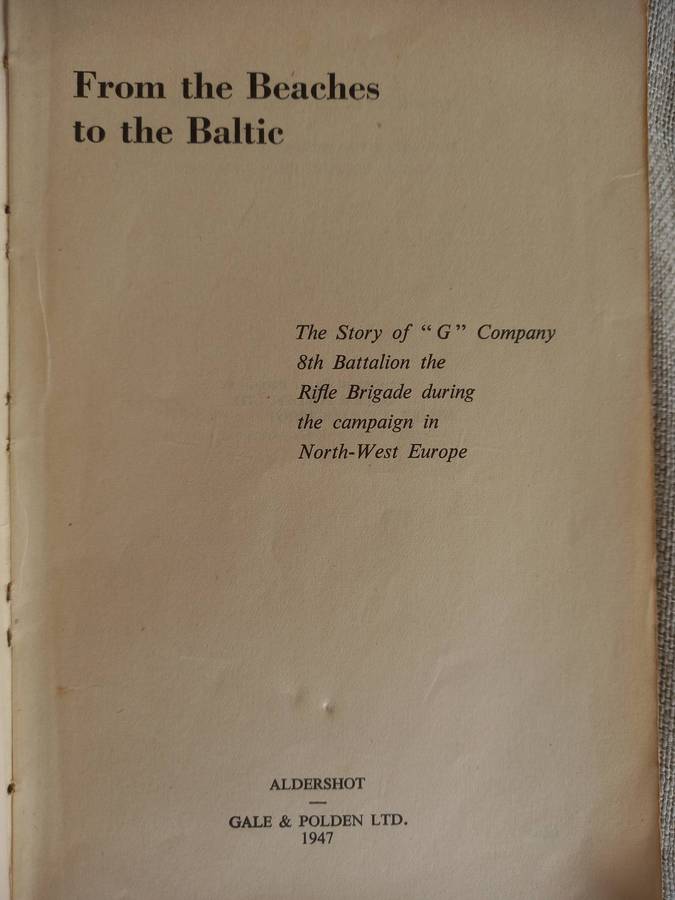 From the Beaches
to the Baltic
The Story of “G” Company
8th Battalion the
Rifle Brigade during
the campaign in
North-West Europe
ALDERSHOT
GALE & POLDEN LTD.
1947